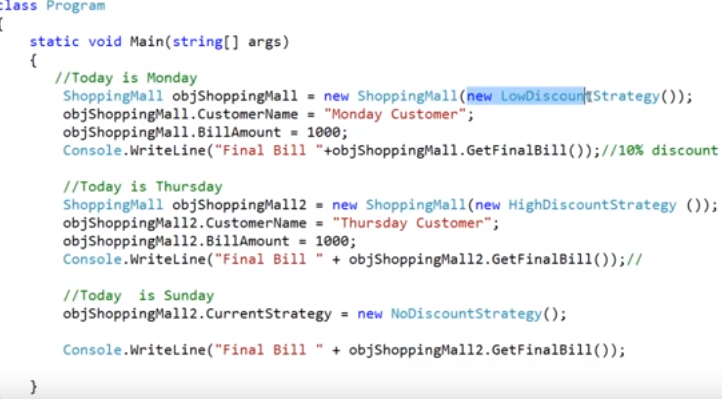 class Program
{
static void Main(string[] args)
{
//Today is Monday
ShoppingMall objShoppingMall = new ShoppingMall(new LowDiscountStrategy());
objShoppingMall.CustomerName = "Monday Customer";
objShoppingMall.BillAmount = 1000;
Console.WriteLine("Final Bill "+objShoppingMall.GetFinalBill());//10% discount
//Today is Thursday
ShoppingMall objShoppingMall2 = new ShoppingMall(new HighDiscountStrategy ());
objShoppingMall2.CustomerName = "Thursday Customer";
objShoppingMall2.BillAmount = 1000;
Console.WriteLine("Final Bill " + objShoppingMall2.GetFinalBill());//
//Today  is Sunday
objShoppingMall2.CurrentStrategy = new NoDiscountStrategy();
Console.WriteLine("Final Bill " + objShoppingMall2.GetFinalBill());
}